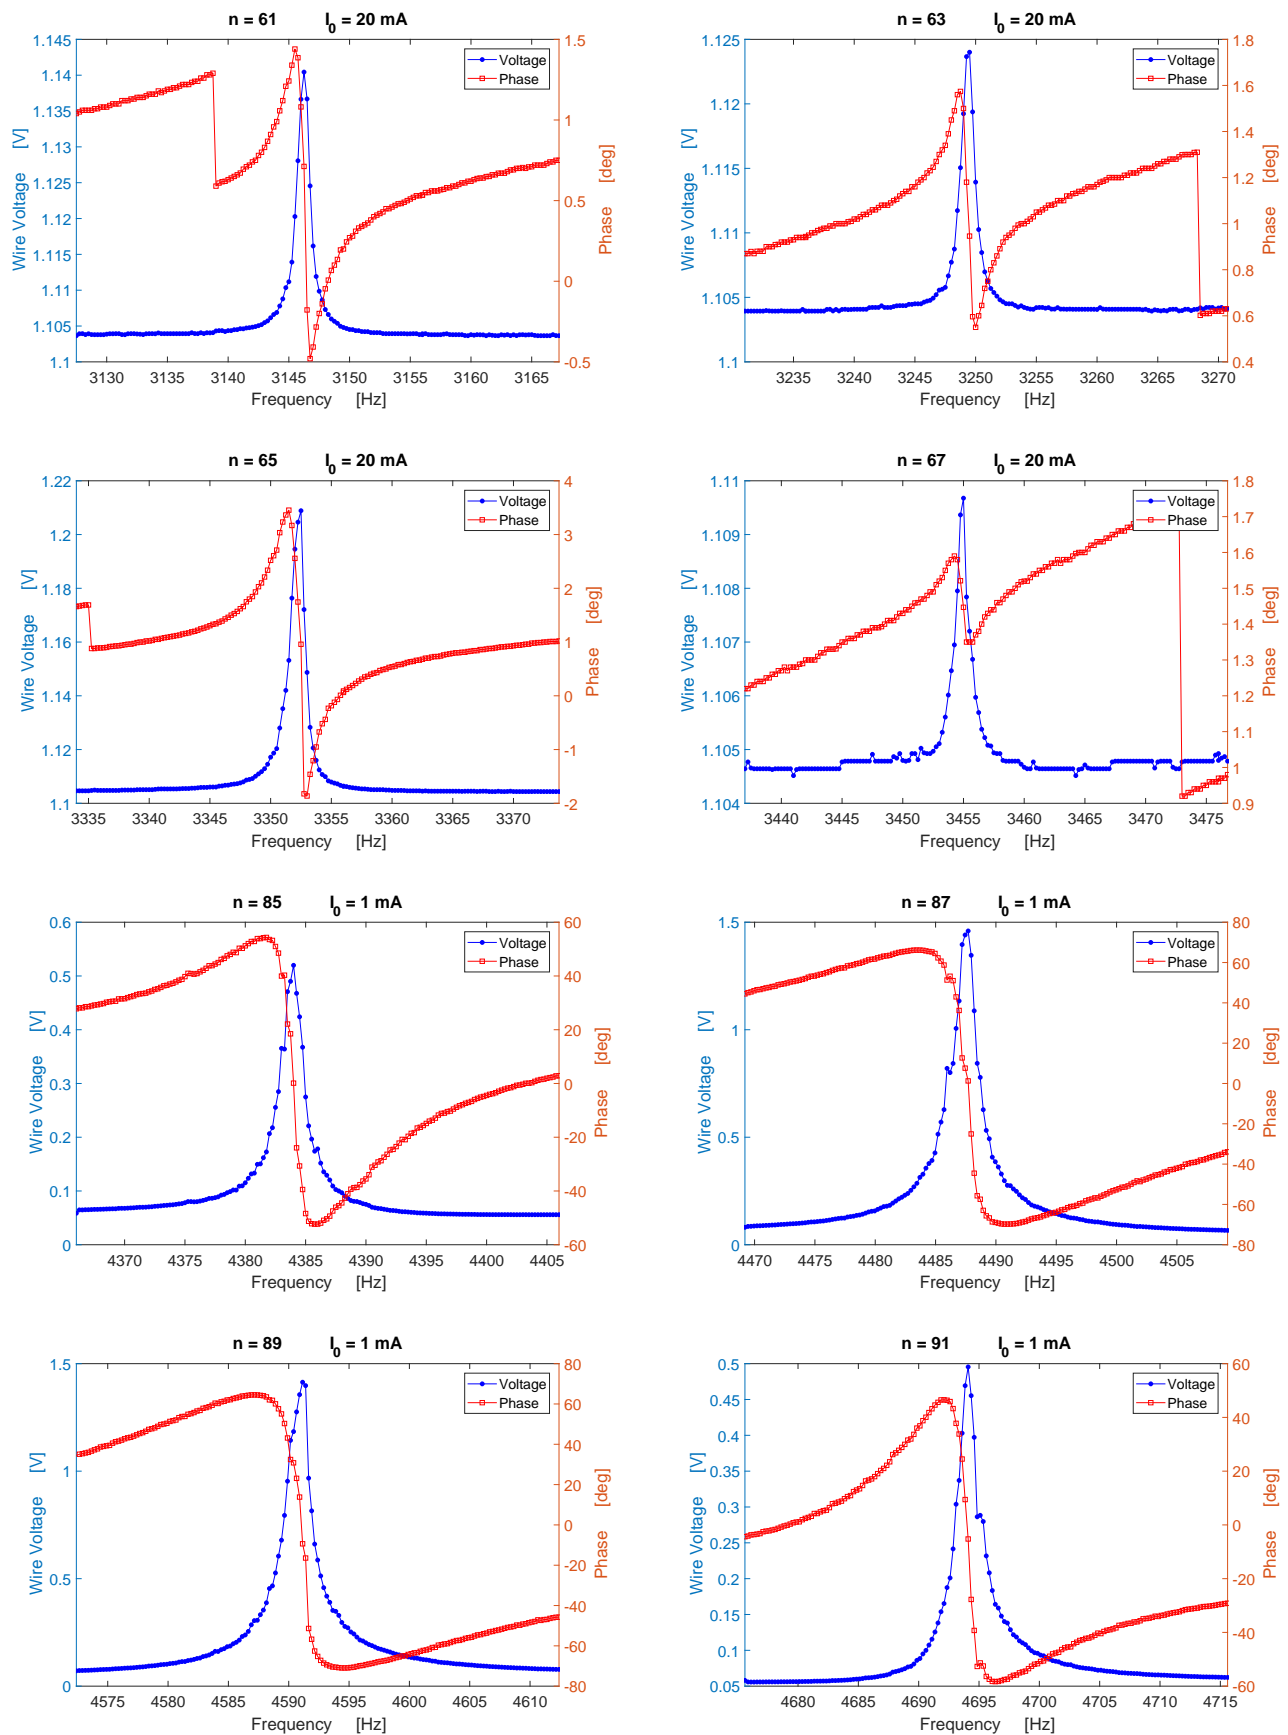 n = 61 I_0 = 20 mA
1.145
1.14
1.135
1.13
1.125
1.12
1.115
1.11
1.105
1.1
Wire Voltage [V]
Voltage
Phase
1.5
1
0.5
0
-0.5
Phase [deg]
3130 3135 3140 3145 3150 3155 3160 3165
Frequency [Hz]
n = 63 I_0 = 20 mA
1.125
1.12
1.115
1.11
1.105
1.1
Wire Voltage [V]
Voltage
Phase
1.8
1.6
1.4
1.2
1
0.8
0.6
0.4
Phase [deg]
3235 3240 3245 3250 3255 3260 3265 3270
Frequency [Hz]
n = 65 I_0 = 20 mA
1.22
1.2
1.18
1.16
1.14
1.12
1.1
Wire Voltage [V]
Voltage
Phase
4
3
2
1
0
-1
-2
Phase [deg]
3335 3340 3345 3350 3355 3360 3365 3370
Frequency [Hz]
n = 67 I_0 = 20 mA
1.11
1.109
1.108
1.107
1.106
1.105
1.104
Wire Voltage [V]
Voltage
Phase
1.8
1.7
1.6
1.5
1.4
1.3
1.2
1.1
1
0.9
Phase [deg]
3440 3445 3450 3455 3460 3465 3470 3475
Frequency [Hz]
n = 85 I_0 = 1 mA
0.6
0.5
0.4
0.3
0.2
0.1
0
Wire Voltage [V]
Voltage
Phase
60
40
20
0
-20
-40
-60
Phase [deg]
4370 4375 4380 4385 4390 4395 4400 4405
Frequency [Hz]
n = 87 I_0 = 1 mA
1.5
1
0.5
0
Wire Voltage [V]
Voltage
Phase
80
60
40
20
0
-20
-40
-60
-80
Phase [deg]
4470 4475 4480 4485 4490 4495 4500 4505
Frequency [Hz]
n = 89 I_0 = 1 mA
1.5
1
0.5
0
Wire Voltage [V]
Voltage
Phase
80
60
40
20
0
-20
-40
-60
-80
Phase [deg]
4575 4580 4585 4590 4595 4600 4605 4610
Frequency [Hz]
n = 91 I_0 = 1 mA
0.5
0.45
0.4
0.35
0.3
0.25
0.2
0.15
0.1
0.05
Wire Voltage [V]
Voltage
Phase
60
40
20
0
-20
-40
-60
Phase [deg]
4680 4685 4690 4695 4700 4705 4710 4715
Frequency [Hz]